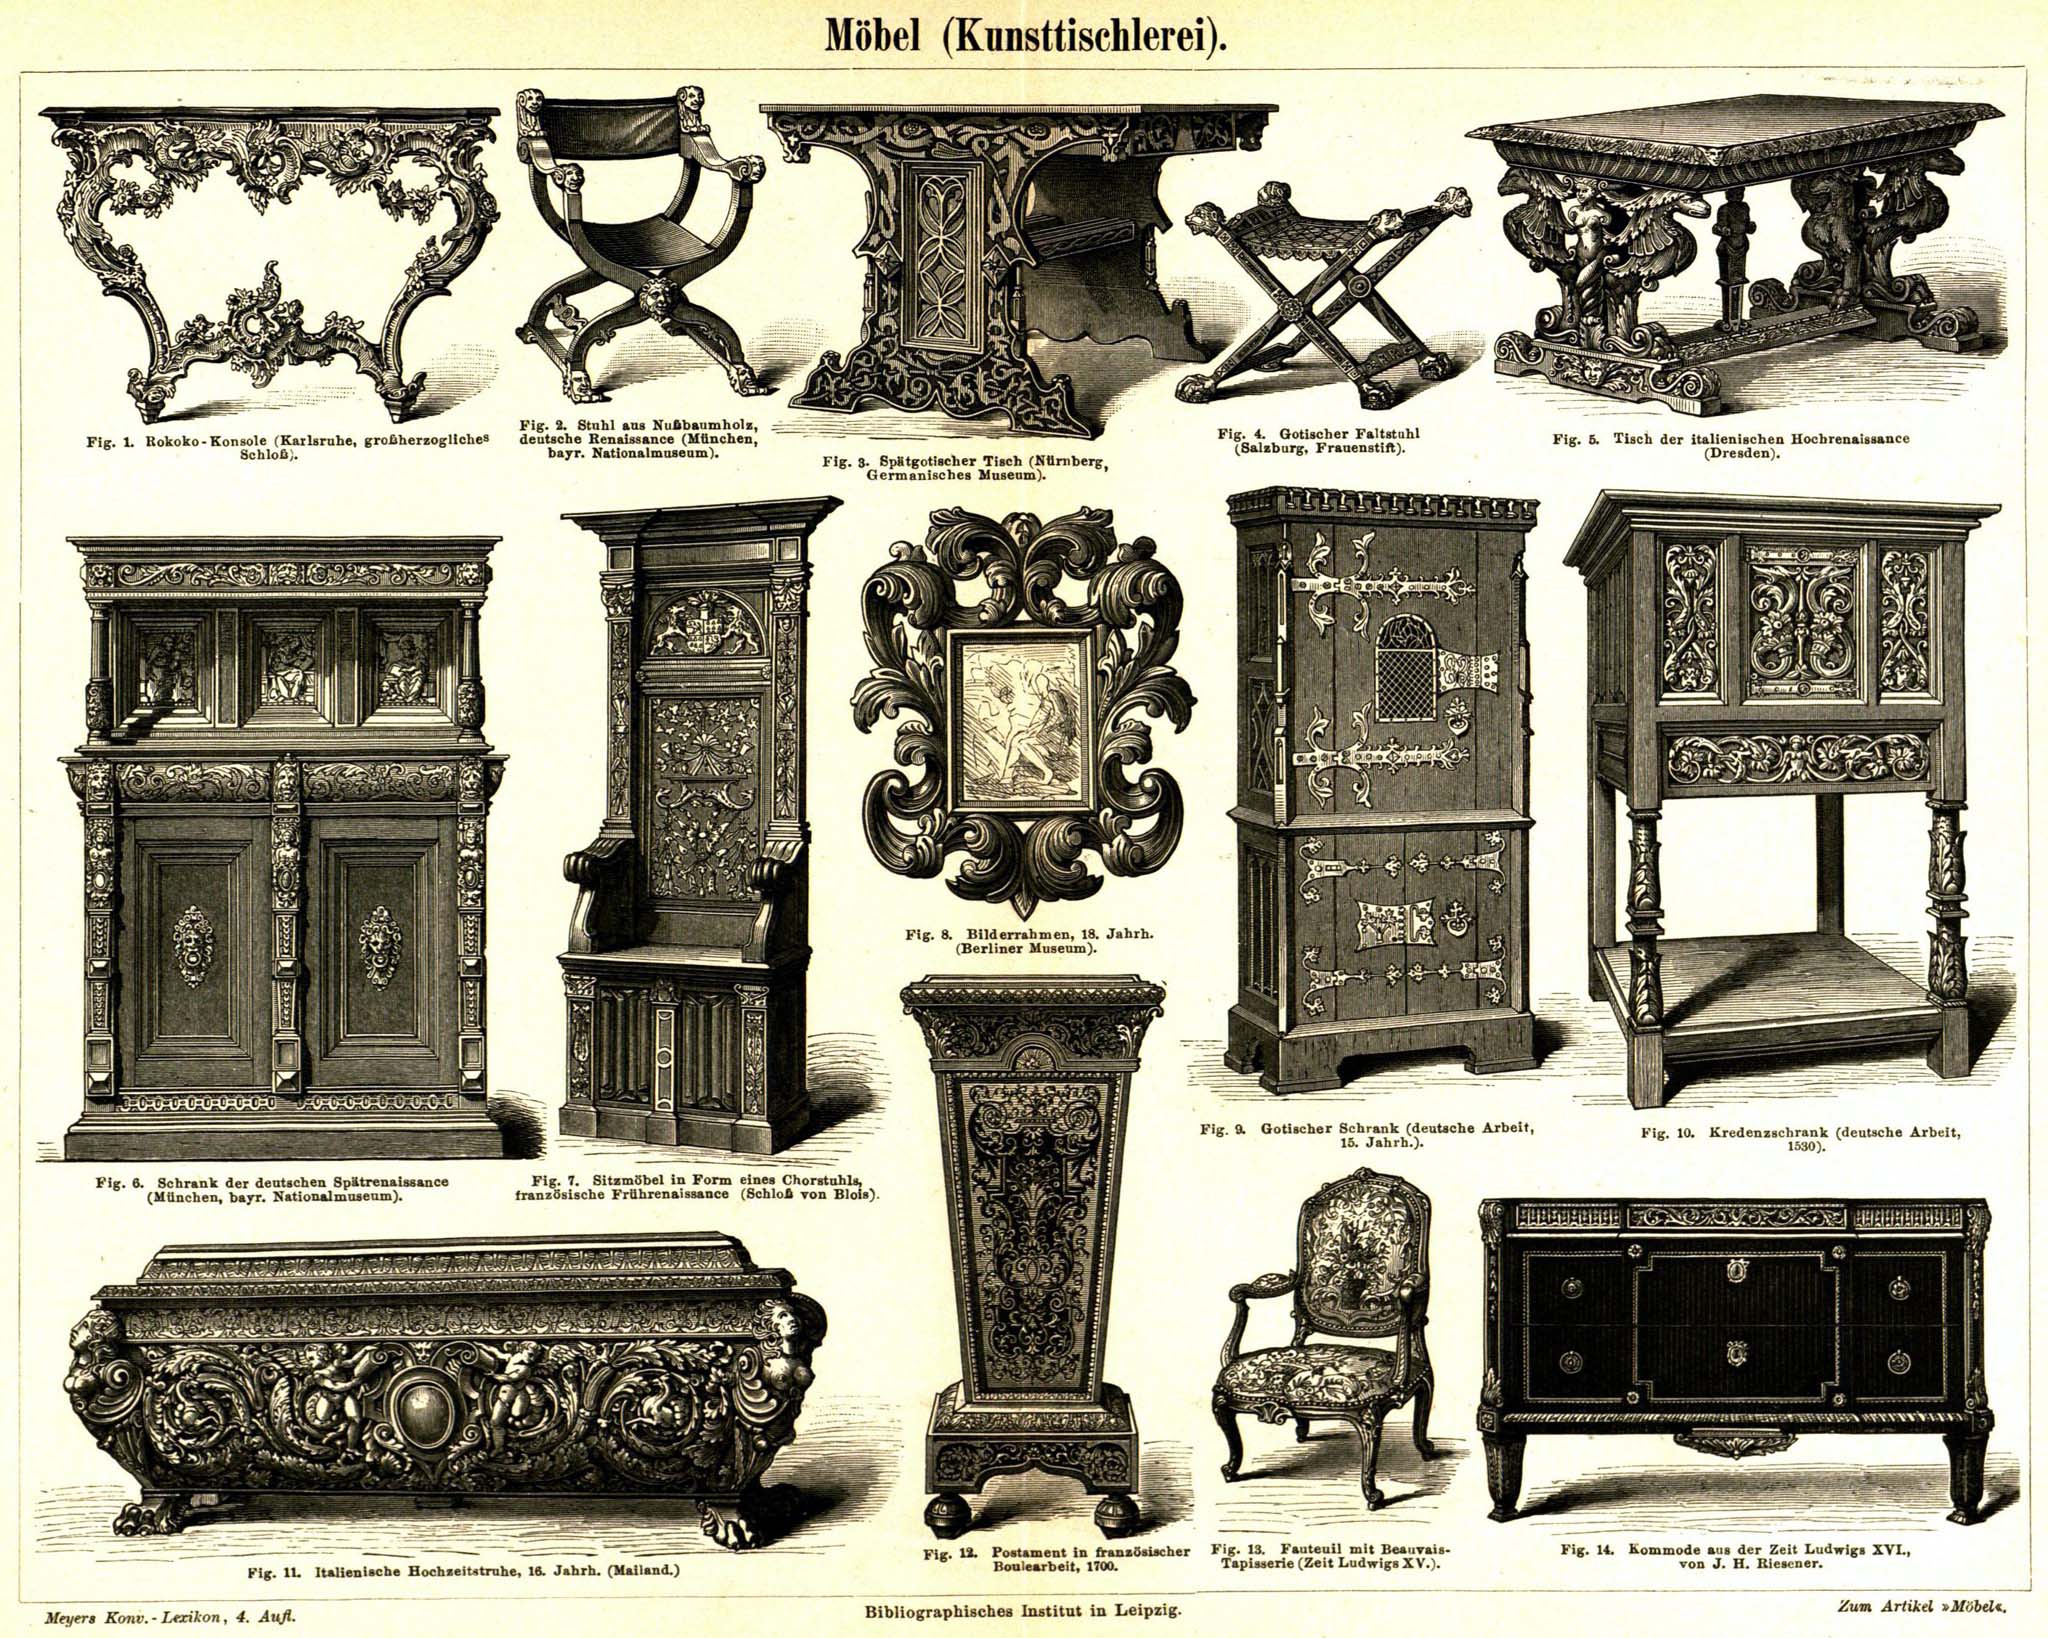 Möbel (Kunsttischlerei).
Fig. 1. Rokoko-Konsole (Karlsruhe, großherzogliches
Schloß).
Fig. 2. Stuhl aus Nußbaumholz,
deutsche Renaissance (München,
bayr. Nationalmuseum).
Fig. 3. Spätgotischer Tisch (Nürnberg,
Germanisches Museum).
Fig. 4. Gotischer Faltstuhl
(Salzburg, Frauenstift).
Fig. 5. Tisch der italienischen Hochrenaissance
(Dresden).
Fig. 6. Schrank der deutschen Spätrenaissance
(München, bayr. Nationalmuseum).
Fig. 7. Sitzmöbel in Form eines Chorstuhls,
französische Frührenaissance (Schloß von Blois).
Fig. 8. Bilderrahmen, 18. Jahrh.
(Berliner Museum).
Fig. 9. Gotischer Schrank (deutsche Arbeit,
15. Jahrh.).
Fig. 10. Kredenzschrank (deutsche Arbeit,
1530).
Fig. 11. Italienische Hochzeitstruhe, 16. Jahrh. (Mailand.)
Fig. 12. Postament in französischer
Boulearbeit, 1700.
Fig. 13. Fauteuil mit Beauvais-
Tapisserie (Zeit Ludwigs XV.).
Fig. 14. Kommode aus der Zeit Ludwigs XVI.,
von J. H. Riesener.
Meyers Konv.-Lexikon, 4. Aufl.
Bibliographisches Institut in Leipzig.
Zum Artikel »Möbel«.